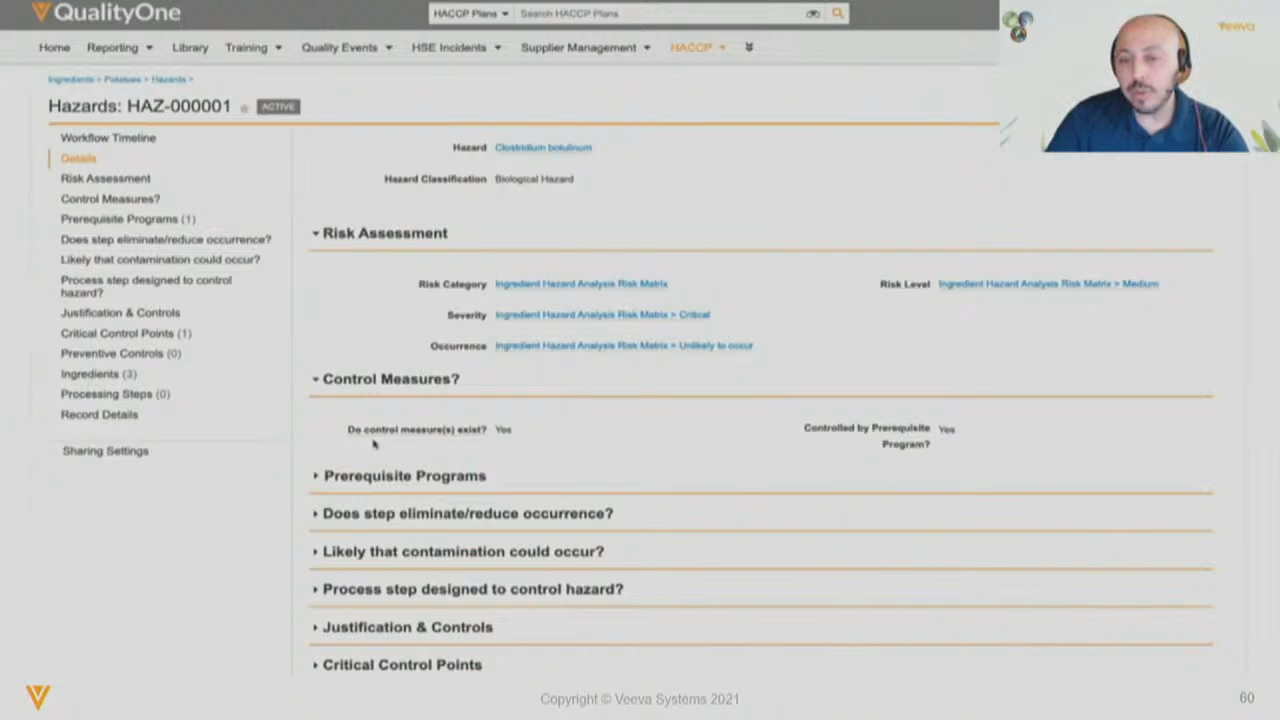 QualityOne
HACCP Plans
Search HACCP Plans
veeva
Home
Reporting
Library
Training
Quality Events
HSE Incidents
Supplier Management
HACCP
Ingredients > Potatoes > Hazards >
Hazards: HAZ-000001
ACTIVE
Workflow Timeline
Details
Risk Assessment
Control Measures?
Prerequisite Programs (1)
Does step eliminate/reduce occurrence?
Likely that contamination could occur?
Process step designed to control
hazard?
Justification & Controls
Critical Control Points (1)
Preventive Controls (0)
Ingredients (3)
Processing Steps (0)
Record Details
Sharing Settings
Hazard Clostridium botulinum
Hazard Classification Biological Hazard
Risk Assessment
Risk Category Ingredient Hazard Analysis Risk Matrix
Risk Level Ingredient Hazard Analysis Risk Matrix > Medium
Severity Ingredient Hazard Analysis Risk Matrix > Critical
Occurrence Ingredient Hazard Analysis Risk Matrix > Unlikely to occur
Control Measures?
Do control measure(s) exist? Yes
Controlled by Prerequisite Yes
Program?
Prerequisite Programs
Does step eliminate/reduce occurrence?
Likely that contamination could occur?
Process step designed to control hazard?
Justification & Controls
Critical Control Points
Copyright © Veeva Systems 2021
60